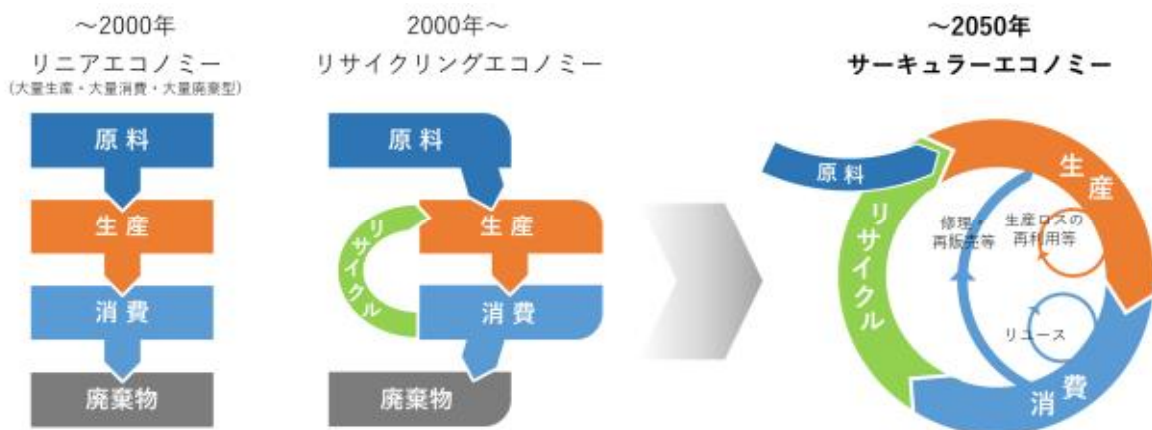 ～2000年
リニアエコノミー
(大量生産・大量消費・大量廃棄型)
原料
生産
消費
廃棄物
2000年～
リサイクリングエコノミー
原料
リサイクル
生産
消費
廃棄物
～2050年
サーキュラーエコノミー
原料
生産
修理・
再販売等
生産ロスの
再利用等
リサイクル
リユース
消費